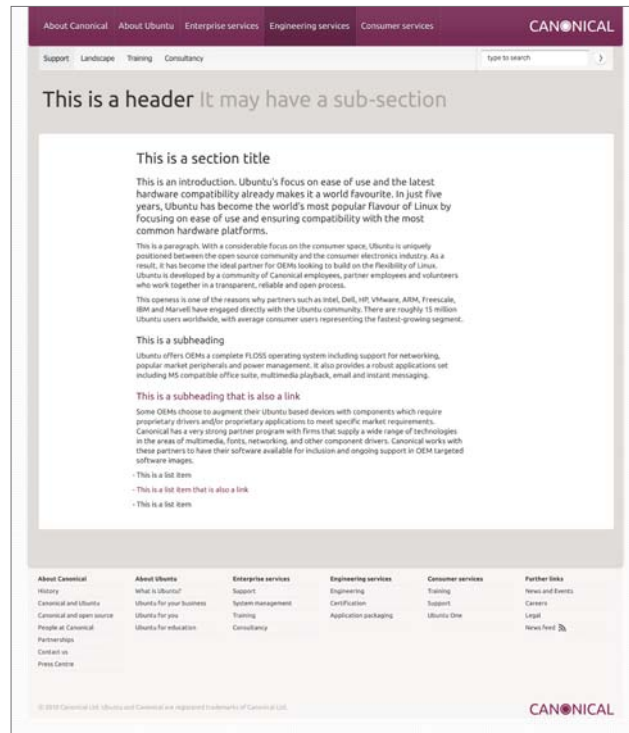 About Canonical About Ubuntu Enterprise services Engineering services Consumer services CANONICAL
Support Landscape Training Consultancy type to search
This is a header It may have a sub-section
This is a section title
This is an introduction. Ubuntu's focus on ease of use and the latest
hardware compatibility already makes it a world favourite. In just five
years, Ubuntu has become the world's most popular flavour of Linux by
focusing on ease of use and ensuring compatibility with the most
common hardware platforms.
This is a paragraph. With a considerable focus on the consumer space, Ubuntu is uniquely
positioned between the open source community and the consumer electronics industry. As a
result, it has become the ideal partner for OEMs looking to build on the flexibility of Linux.
Ubuntu is developed by a community of Canonical employees, partner employees and volunteers
who work together in a transparent, reliable and open process.
This openess is one of the reasons why partners such as Intel, Dell, HP, VMware, ARM, Freescale,
IBM and Marvell have engaged directly with the Ubuntu community. There are roughly 15 million
Ubuntu users worldwide, with average consumer users representing the fastest-growing segment.
This is a subheading
Ubuntu offers OEMs a complete FLOSS operating system including support for networking,
popular market peripherals and power management. It also provides a robust applications set
including MS compatible office suite, multimedia playback, email and instant messaging.
This is a subheading that is also a link
Some OEMs choose to augment their Ubuntu based devices with components which require
proprietary drivers and/or proprietary applications to meet specific market requirements.
Canonical has a very strong partner program with firms that supply a wide range of technologies
in the areas of multimedia, fonts, networking, and other component drivers. Canonical works with
these partners to have their software available for inclusion and ongoing support in OEM targeted
software images.
- This is a list item
- This is a list item that is also a link
- This is a list item
About Canonical About Ubuntu Enterprise services Engineering services Consumer services Further links
History What is Ubuntu? Support Engineering Training News and Events
Canonical and Ubuntu Ubuntu for your business System management Certification Support Careers
Canonical and open source Ubuntu for you Training Application packaging Ubuntu One Legal
People at Canonical Ubuntu for education Consultancy News feed
Partnerships
Contact us
Press Centre
© 2010 Canonical Ltd. Ubuntu and Canonical are registered trademarks of Canonical Ltd. CANONICAL